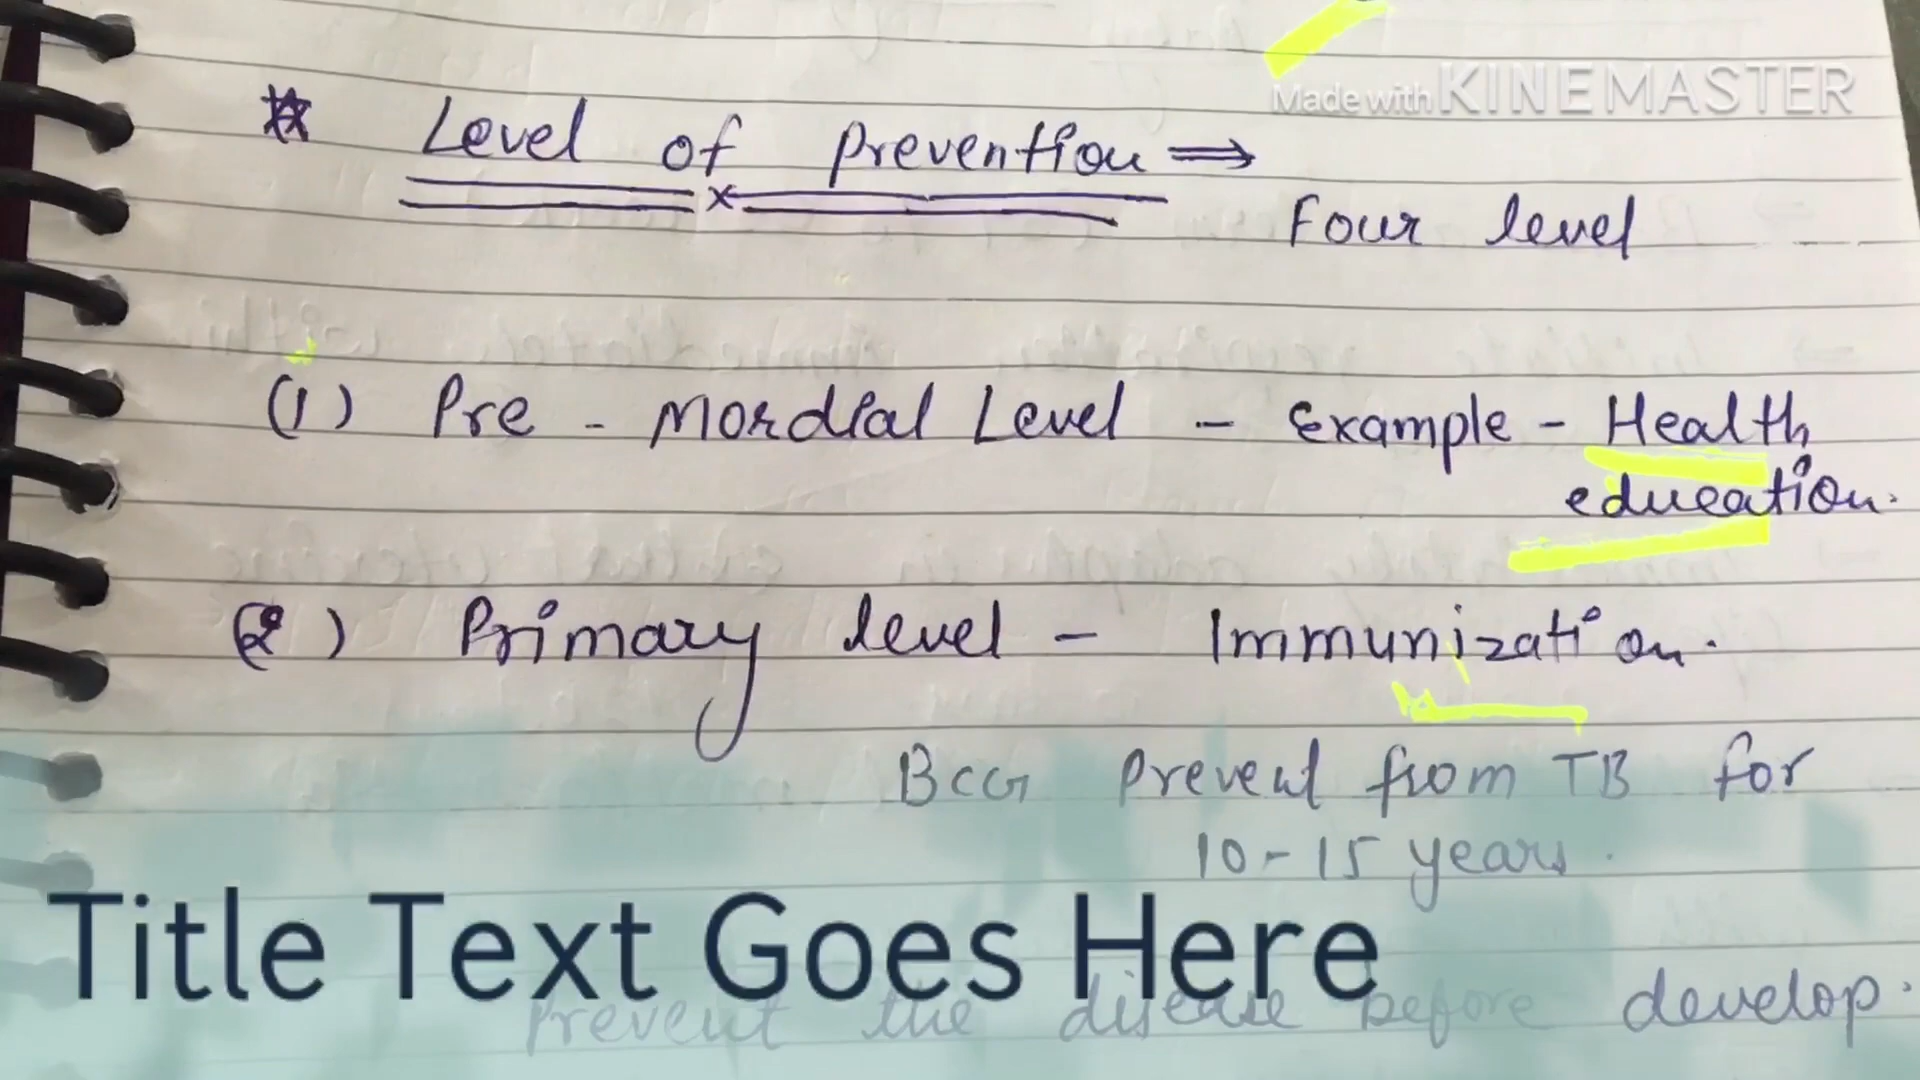 Made with KINEMASTER
Level of prevention ⇒
Four level
(1) Pre - Mordial Level - Example - Health
education.
(2) Primary level - Immunization.
BCG Prevent from TB for
10-15 years.
Title Text Goes Here
Prevent the disease before develop.